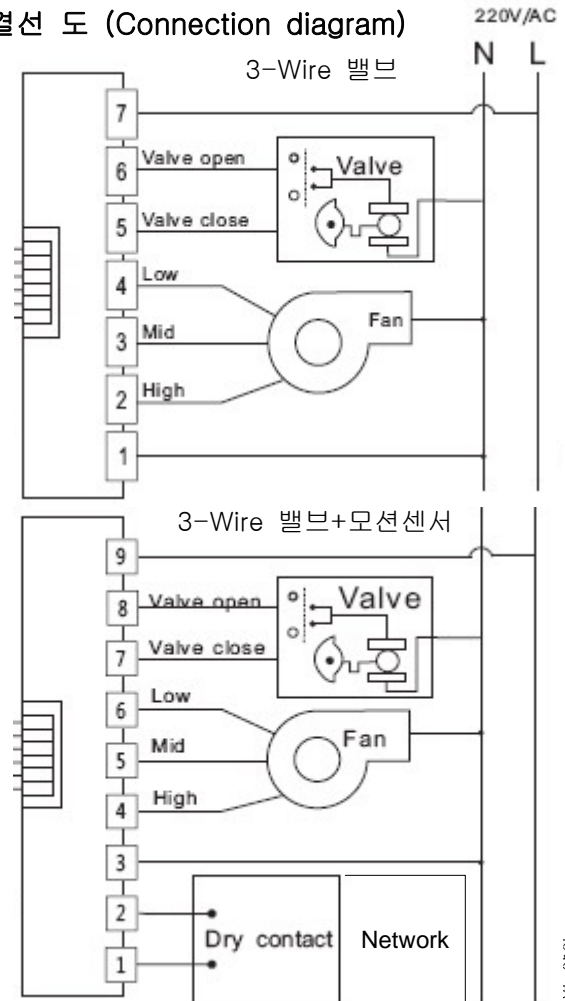 결선 도 (Connection diagram)
220V/AC
N L
3-Wire 밸브
7
6 Valve open
5 Valve close
Valve
4 Low
3 Mid
2 High
Fan
1
3-Wire 밸브+모션센서
9
8 Valve open
7 Valve close
Valve
6 Low
5 Mid
4 High
Fan
3
2
1
Dry contact
Network